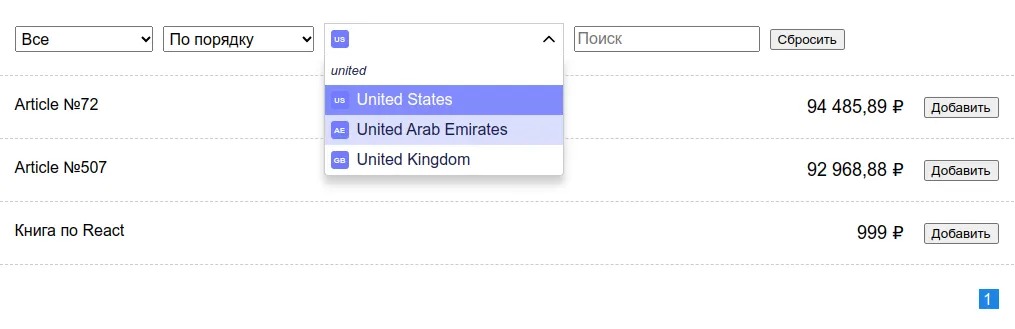 Все По порядку US Поиск Сбросить
united
US United States
AE United Arab Emirates
GB United Kingdom
Article №72 94 485,89 ₽ Добавить
Article №507 92 968,88 ₽ Добавить
Книга по React 999 ₽ Добавить
1